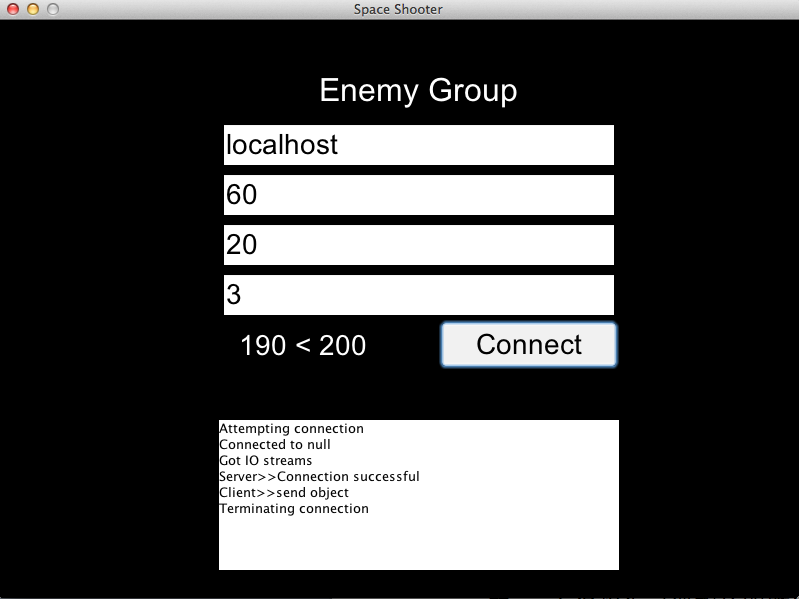 Space Shooter
Enemy Group
localhost
60
20
3
190 < 200
Connect
Attempting connection
Connected to null
Got IO streams
Server>>Connection successful
Client>>send object
Terminating connection